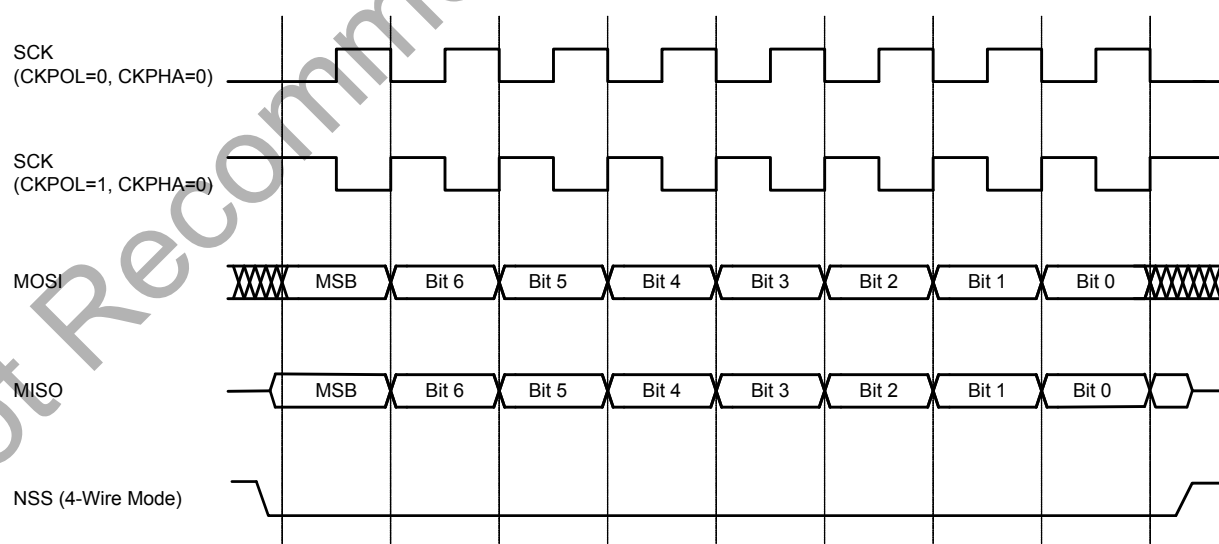 ot Recomme
SCK
(CKPOL=0, CKPHA=0)
SCK
(CKPOL=1, CKPHA=0)
MOSI
MSB Bit 6 Bit 5 Bit 4 Bit 3 Bit 2 Bit 1 Bit 0
MISO
MSB Bit 6 Bit 5 Bit 4 Bit 3 Bit 2 Bit 1 Bit 0
NSS (4-Wire Mode)